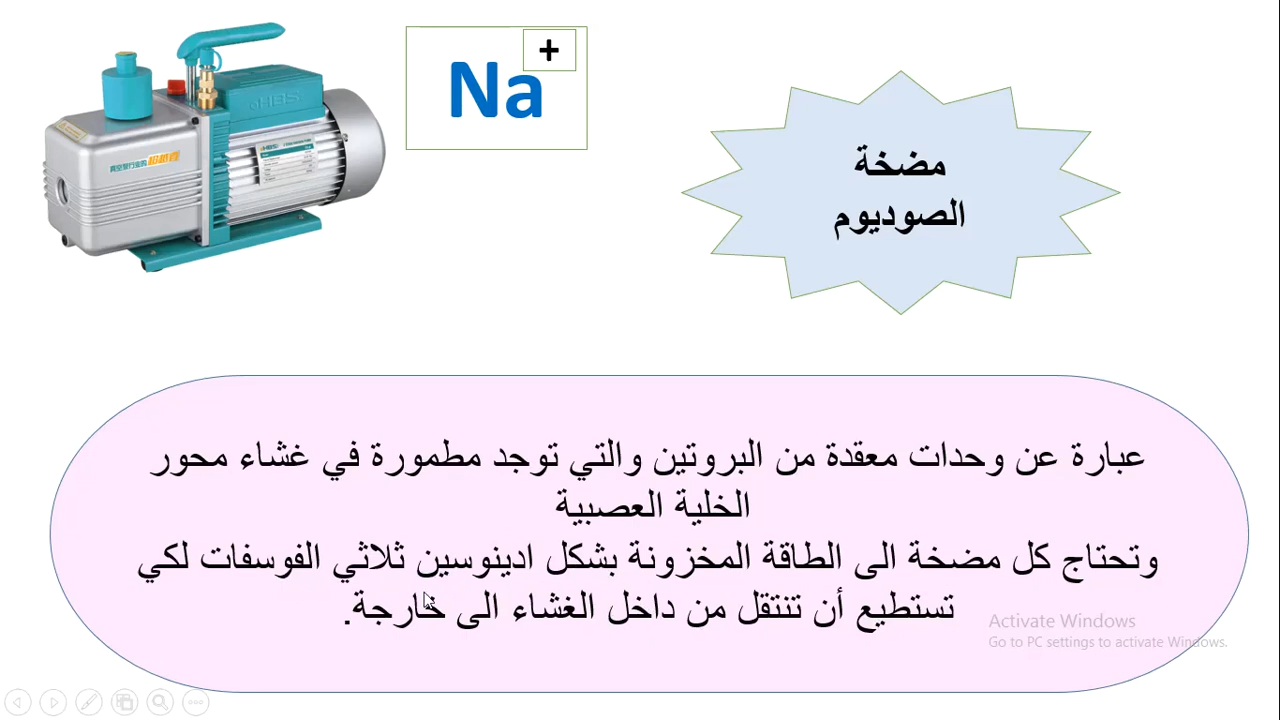 Na+
HBS
مضخة
الصوديوم
عبارة عن وحدات معقدة من البروتين والتي توجد مطمورة في غشاء محور
الخلية العصبية
وتحتاج كل مضخة الى الطاقة المخزونة بشكل ادينوسين ثلاثي الفوسفات لكي
تستطيع أن تنتقل من داخل الغشاء الى خارجة.
Activate Windows
Go to PC settings to activate Windows.